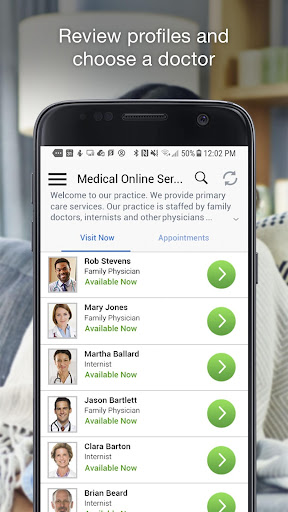 Review profiles and
choose a doctor
50% 12:02 PM
Medical Online Ser...
Welcome to our practice. We provide primary
care services. Our practice is staffed by family
doctors, internists and other physicians ...
Visit Now Appointments
Rob Stevens
Family Physician
Available Now
Mary Jones
Family Physician
Available Now
Martha Ballard
Internist
Available Now
Jason Bartlett
Family Physician
Available Now
Clara Barton
Internist
Available Now
Brian Beard
Internist